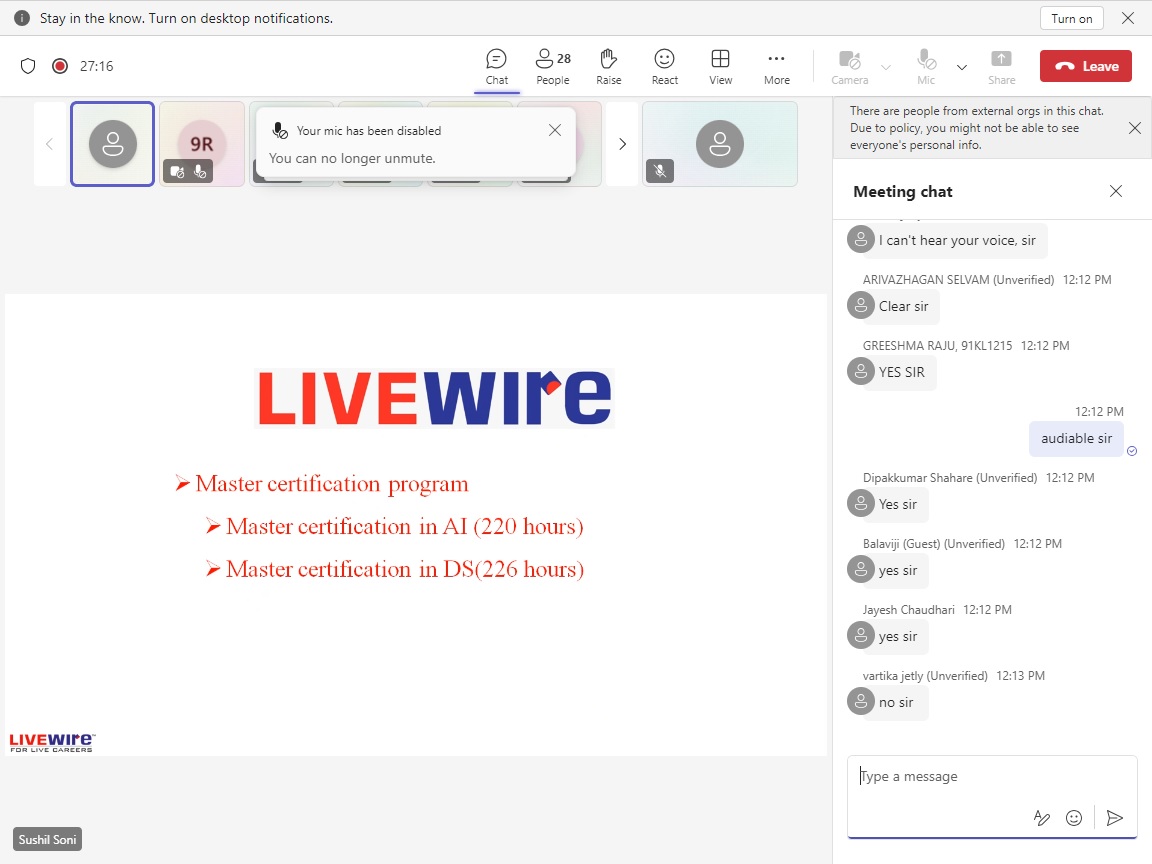 Stay in the know. Turn on desktop notifications.
Turn on
27:16
Chat
28
People
Raise
React
View
More
Camera
Mic
Share
Leave
9R
Your mic has been disabled
You can no longer unmute.
There are people from external orgs in this chat.
Due to policy, you might not be able to see
everyone's personal info.
Meeting chat
I can't hear your voice, sir
ARIVAZHAGAN SELVAM (Unverified) 12:12 PM
Clear sir
GREESHMA RAJU, 91KL1215 12:12 PM
YES SIR
12:12 PM
audiable sir
Dipakkumar Shahare (Unverified) 12:12 PM
Yes sir
Balaviji (Guest) (Unverified) 12:12 PM
yes sir
Jayesh Chaudhari 12:12 PM
yes sir
vartika jetly (Unverified) 12:13 PM
no sir
Type a message
LIVEWIRE
Master certification program
Master certification in AI (220 hours)
Master certification in DS(226 hours)
LIVEWIRE™
FOR LIVE CAREERS
Sushil Soni